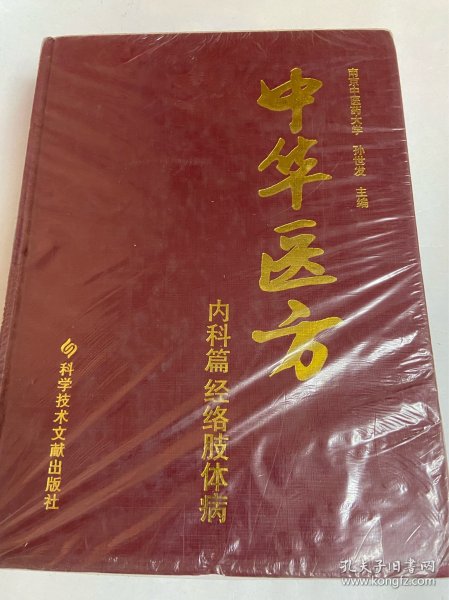 南京中医药大学 孙世发 主编
中华医方
内科篇 经络肢体病
科学技术文献出版社
孔夫子旧书网
www.kongfz.com